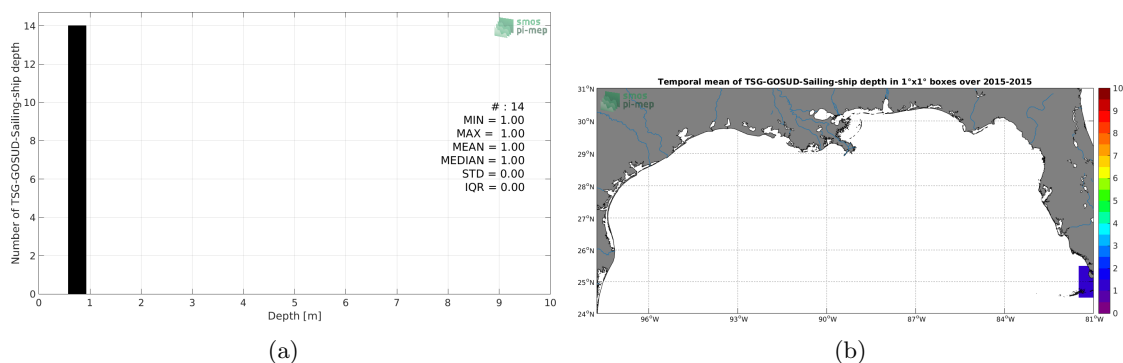 14
12
10
8
6
4
2
0
Number of TSG-GOSUD-Sailing-ship depth
smos
pi-mep
# : 14
MIN = 1.00
MAX = 1.00
MEAN = 1.00
MEDIAN = 1.00
STD = 0.00
IQR = 0.00
0 1 2 3 4 5 6 7 8 9 10
Depth [m]
(a)
Temporal mean of TSG-GOSUD-Sailing-ship depth in 1°x1° boxes over 2015-2015
smos
pi-mep
31°N
30°N
29°N
28°N
27°N
26°N
25°N
24°N
96°W 93°W 90°W 87°W 84°W 81°W
10
9
8
7
6
5
4
3
2
1
0
(b)